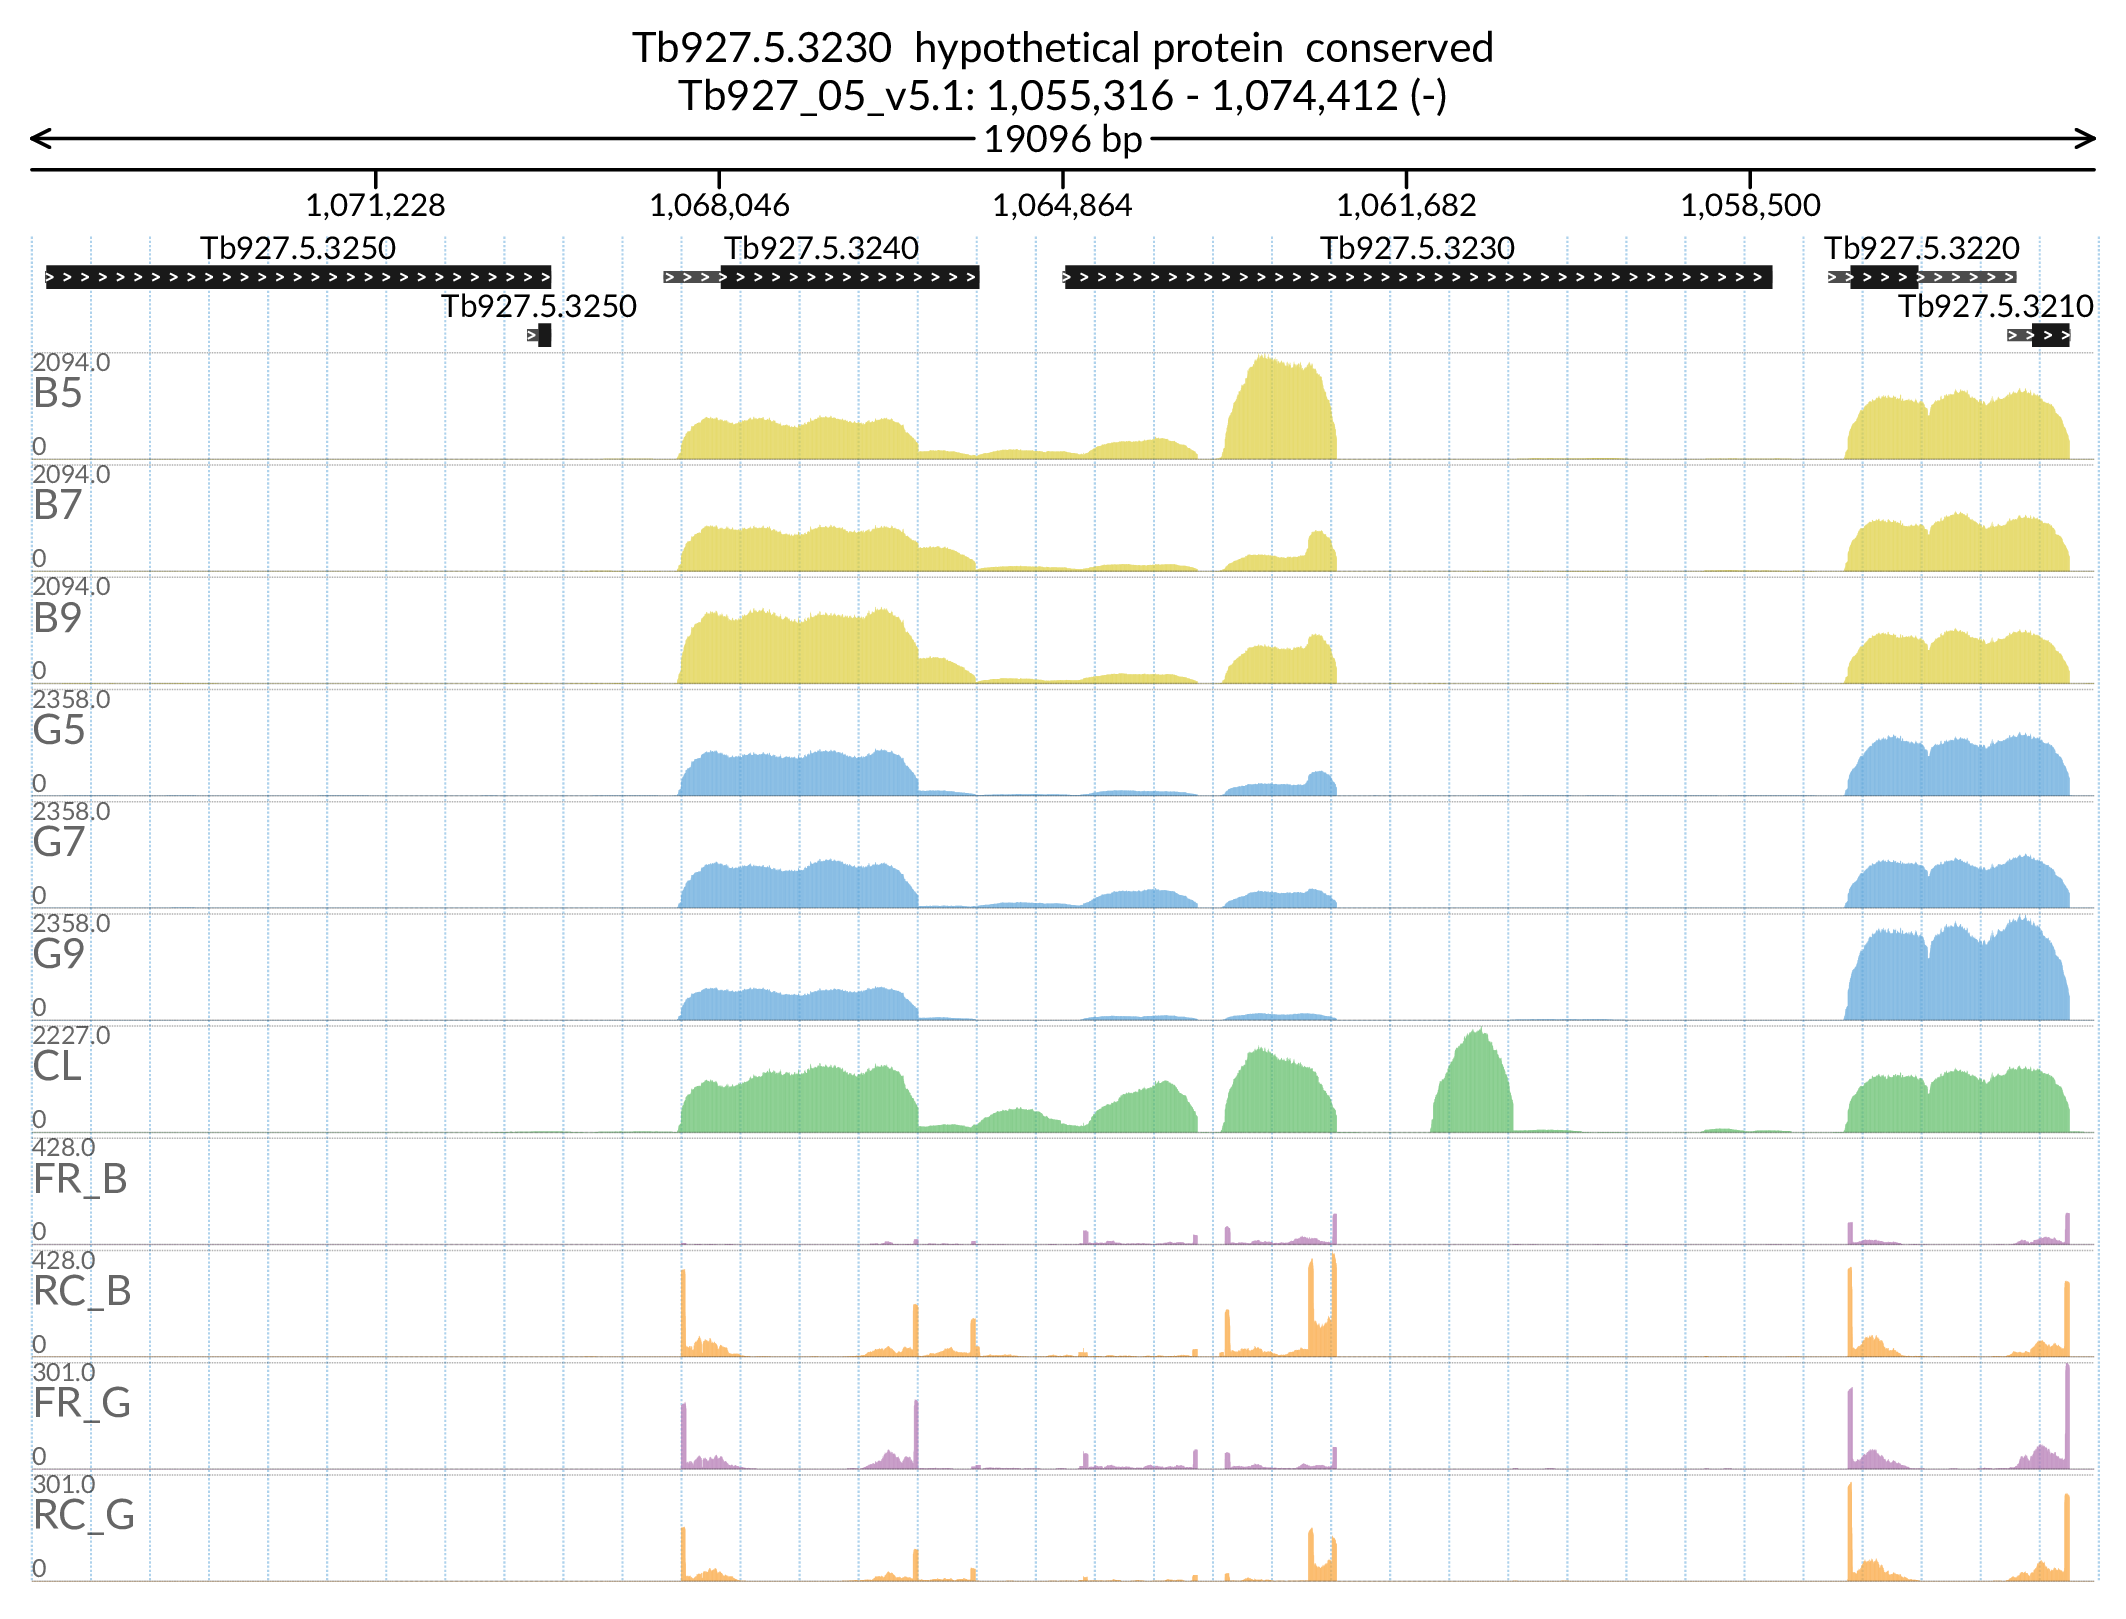 Tb927.5.3230  hypothetical protein  conserved
Tb927_05_v5.1: 1,055,316 - 1,074,412 (-)
19096 bp
1,071,228 1,068,046 1,064,864 1,061,682 1,058,500
Tb927.5.3250 Tb927.5.3240 Tb927.5.3230 Tb927.5.3220
Tb927.5.3250 Tb927.5.3210
2094.0
B5
0
2094.0
B7
0
2094.0
B9
0
2358.0
G5
0
2358.0
G7
0
2358.0
G9
0
2227.0
CL
0
428.0
FR_B
0
428.0
RC_B
0
301.0
FR_G
0
301.0
RC_G
0